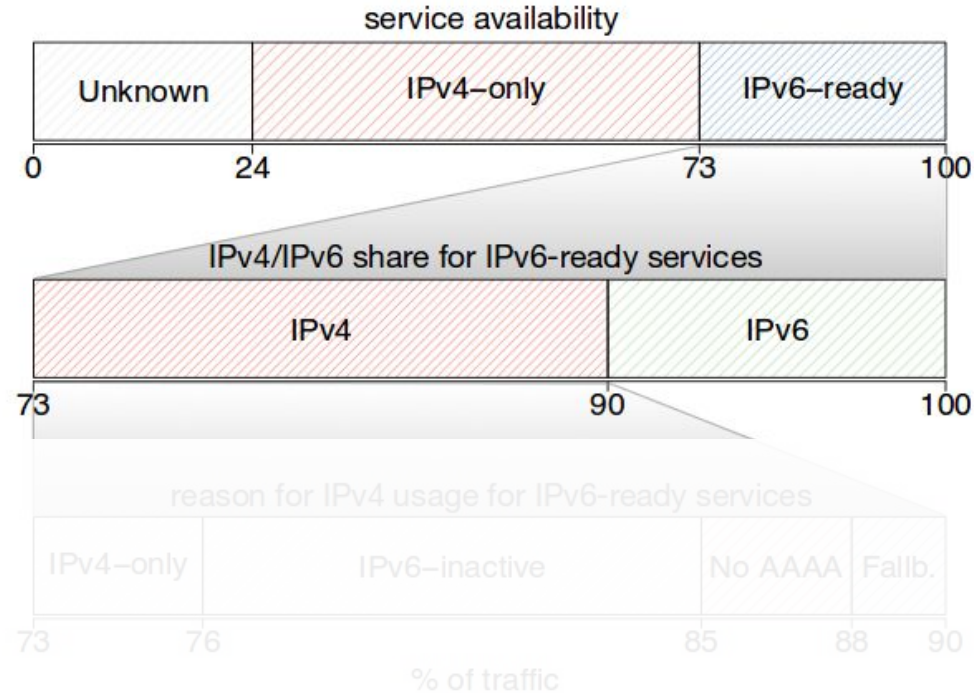 service availability
Unknown IPv4–only IPv6–ready
0 24 73 100
IPv4/IPv6 share for IPv6-ready services
IPv4 IPv6
73 90 100
reason for IPv4 usage for IPv6-ready services
IPv4–only IPv6–inactive No AAAA Fallb.
73 76 85 88 90
% of traffic